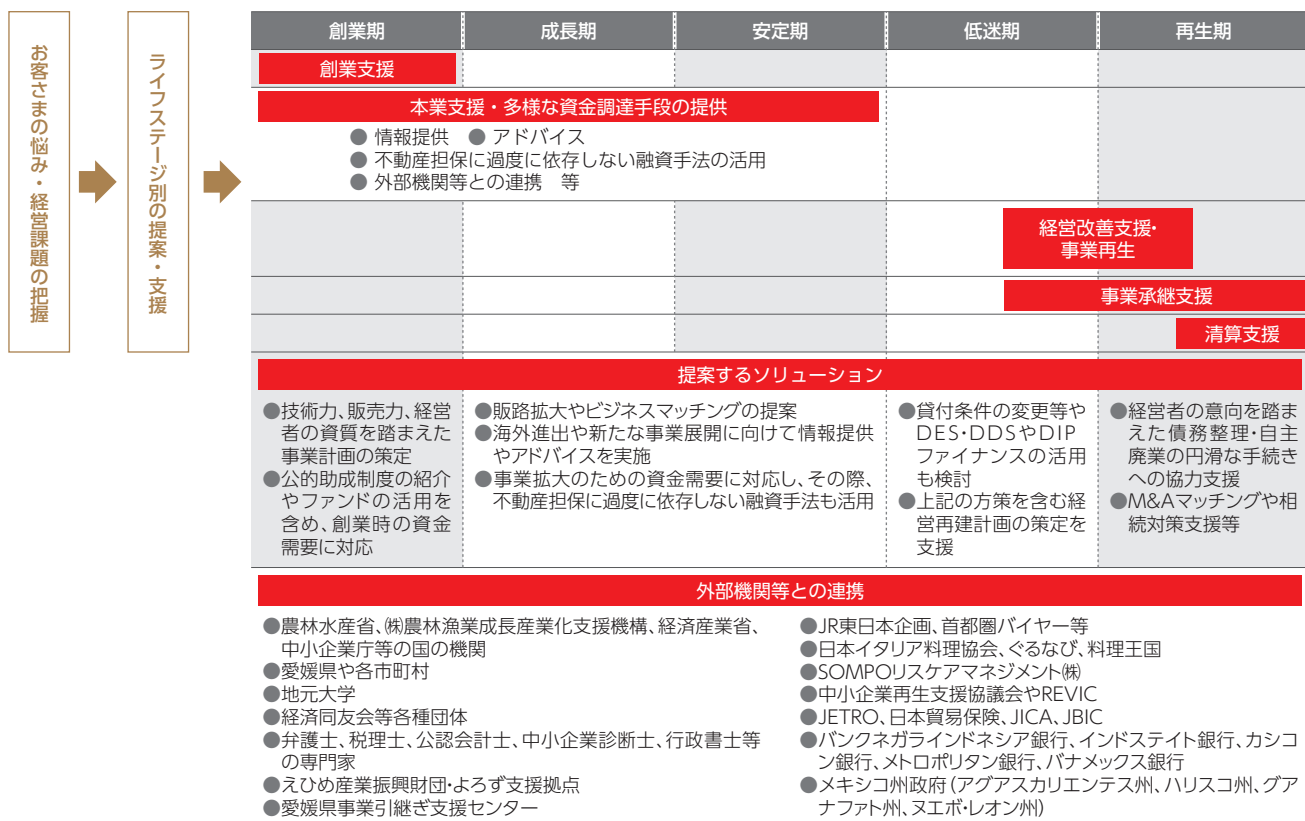 お客さまの悩み・経営課題の把握
ライフステージ別の提案・支援
創業期
成長期
安定期
低迷期
再生期
創業支援
本業支援・多様な資金調達手段の提供
● 情報提供 ● アドバイス
● 不動産担保に過度に依存しない融資手法の活用
● 外部機関等との連携 等
経営改善支援・
事業再生
事業承継支援
清算支援
提案するソリューション
●技術力、販売力、経営
者の資質を踏まえた
事業計画の策定
●公的助成制度の紹介
やファンドの活用を
含め、創業時の資金
需要に対応
●販路拡大やビジネスマッチングの提案
●海外進出や新たな事業展開に向けて情報提供
やアドバイスを実施
●事業拡大のための資金需要に対応し、その際、
不動産担保に過度に依存しない融資手法も活用
●貸付条件の変更等や
DES・DDSやDIP
ファイナンスの活用
も検討
●上記の方策を含む経
営再建計画の策定を
支援
●経営者の意向を踏ま
えた債務整理・自主
廃業の円滑な手続き
への協力支援
●M&Aマッチングや相
続対策支援等
外部機関等との連携
●農林水産省、㈱農林漁業成長産業化支援機構、経済産業省、
中小企業庁等の国の機関
●愛媛県や各市町村
●地元大学
●経済同友会等各種団体
●弁護士、税理士、公認会計士、中小企業診断士、行政書士等
の専門家
●えひめ産業振興財団・よろず支援拠点
●愛媛県事業引継ぎ支援センター
●JR東日本企画、首都圏バイヤー等
●日本イタリア料理協会、ぐるなび、料理王国
●SOMPOリスケアマネジメント㈱
●中小企業再生支援協議会やREVIC
●JETRO、日本貿易保険、JICA、JBIC
●バンクネガラインドネシア銀行、インドステイト銀行、カシコ
ン銀行、メトロポリタン銀行、バナメックス銀行
●メキシコ州政府（アグアスカリエンテス州、ハリスコ州、グア
ナファト州、ヌエボ・レオン州）